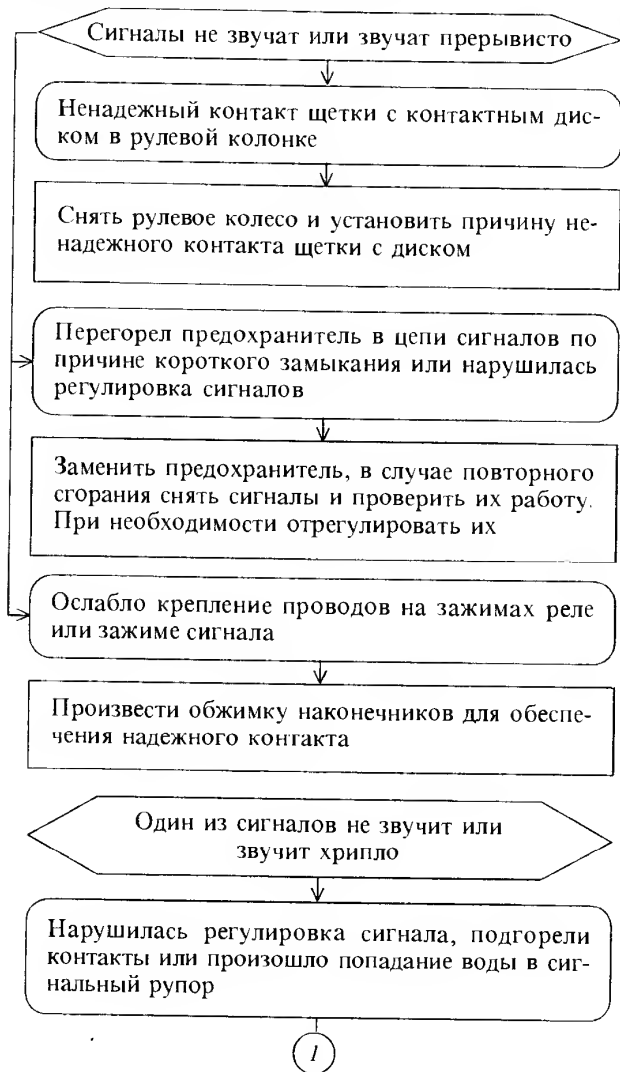 Сигналы не звучат или звучат прерывисто
Ненадежный контакт щетки с контактным дис-
ком в рулевой колонке
Снять рулевое колесо и установить причину не-
надежного контакта щетки с диском
Перегорел предохранитель в цепи сигналов по
причине короткого замыкания или нарушилась
регулировка сигналов
Заменить предохранитель, в случае повторного
сгорания снять сигналы и проверить их работу.
При необходимости отрегулировать их
Ослабло крепление проводов на зажимах реле
или зажиме сигнала
Произвести обжимку наконечников для обеспе-
чения надежного контакта
Один из сигналов не звучит или
звучит хрипло
Нарушилась регулировка сигнала, подгорели
контакты или произошло попадание воды в сиг-
нальный рупор
1